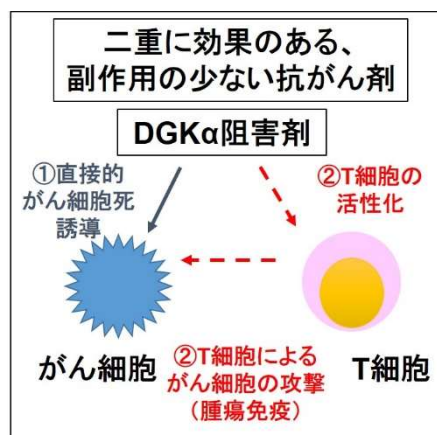 二重に効果のある、
副作用の少ない抗がん剤
DGKα阻害剤
①直接的
がん細胞死
誘導
②T細胞の
活性化
がん細胞
②T細胞による
がん細胞の攻撃
(腫瘍免疫)
T細胞